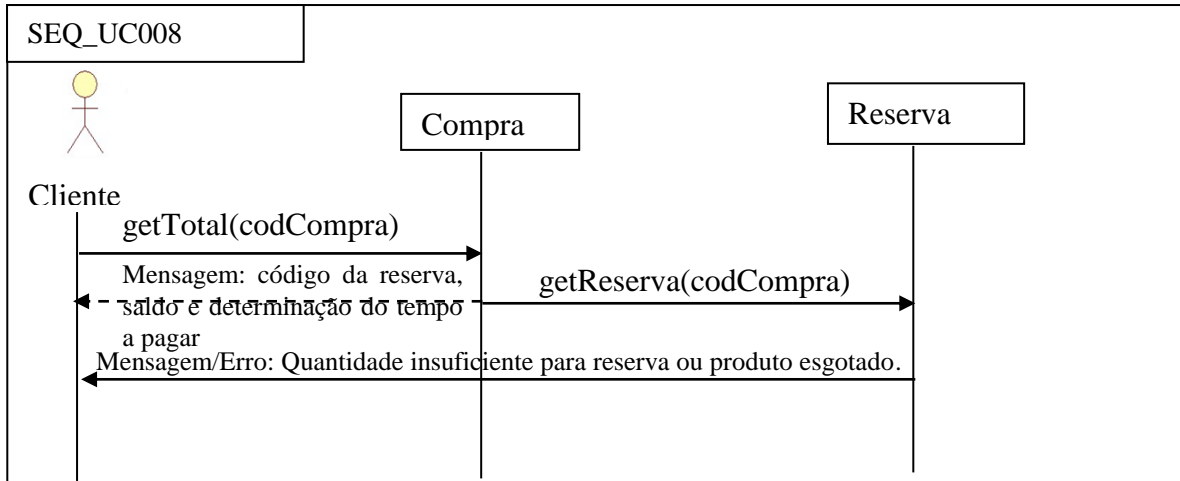 SEQ_UC008
Compra
Reserva
Cliente
getTotal(codCompra)
Mensagem: código da reserva,
saldo e determinação do tempo
a pagar
getReserva(codCompra)
Mensagem/Erro: Quantidade insuficiente para reserva ou produto esgotado.